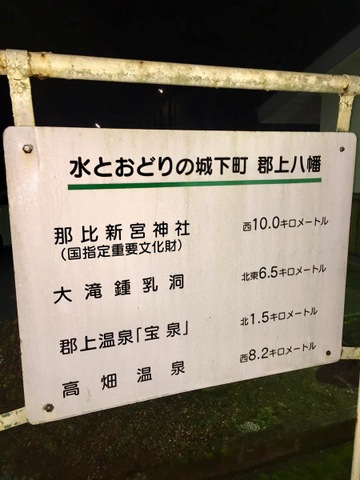 水とおどりの城下町 郡上八幡
那比新宮神社 西10.0キロメートル
(国指定重要文化財)
大滝鍾乳洞 北東6.5キロメートル
郡上温泉「宝泉」 北1.5キロメートル
高畑温泉 西8.2キロメートル